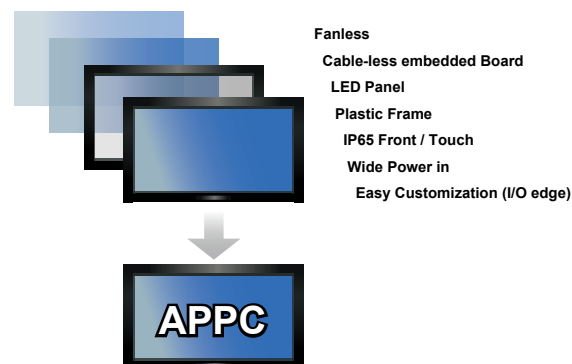 Fanless
Cable-less embedded Board
LED Panel
Plastic Frame
IP65 Front / Touch
Wide Power in
Easy Customization (I/O edge)
APPC